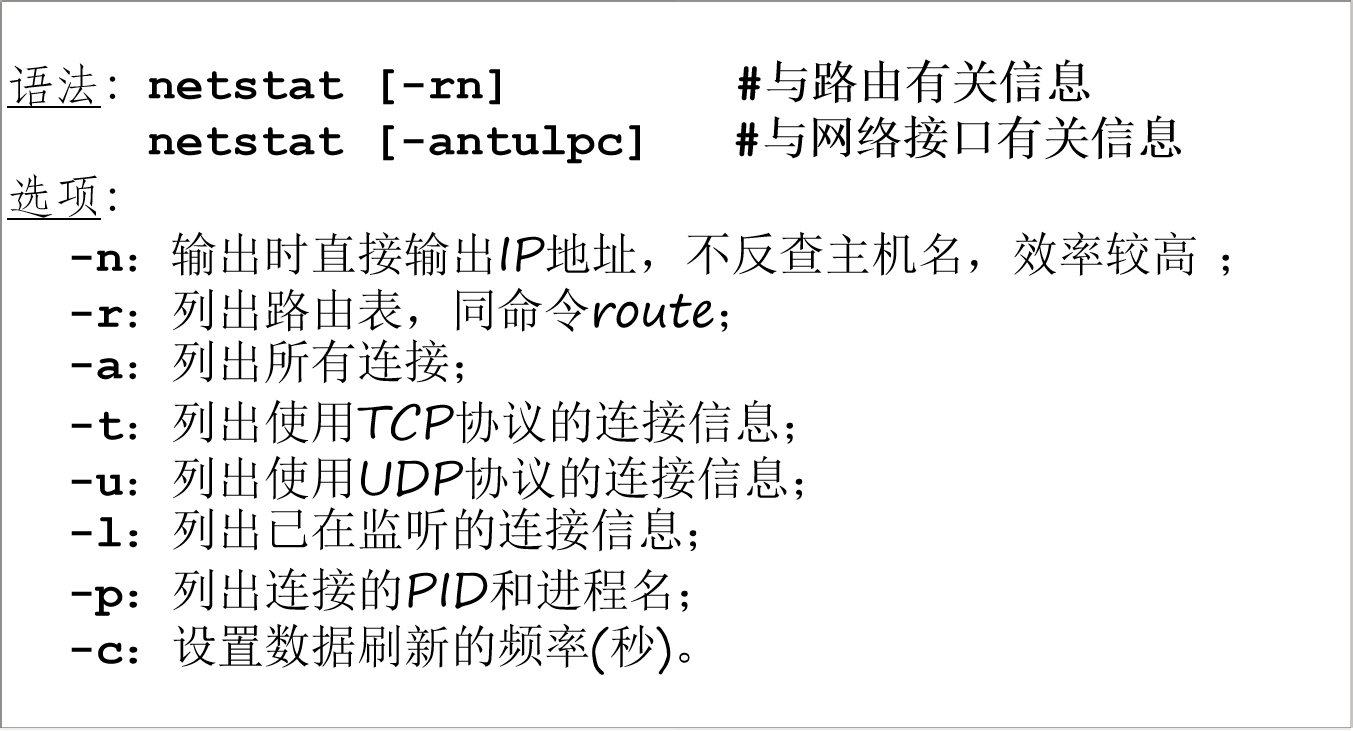 语法: netstat [-rn] #与路由有关信息
netstat [-antulpc] #与网络接口有关信息
选项:
-n: 输出时直接输出IP地址，不反查主机名，效率较高 ；
-r: 列出路由表，同命令route；
-a: 列出所有连接；
-t: 列出使用TCP协议的连接信息；
-u: 列出使用UDP协议的连接信息；
-l: 列出已在监听的连接信息；
-p: 列出连接的PID和进程名；
-c: 设置数据刷新的频率(秒)。